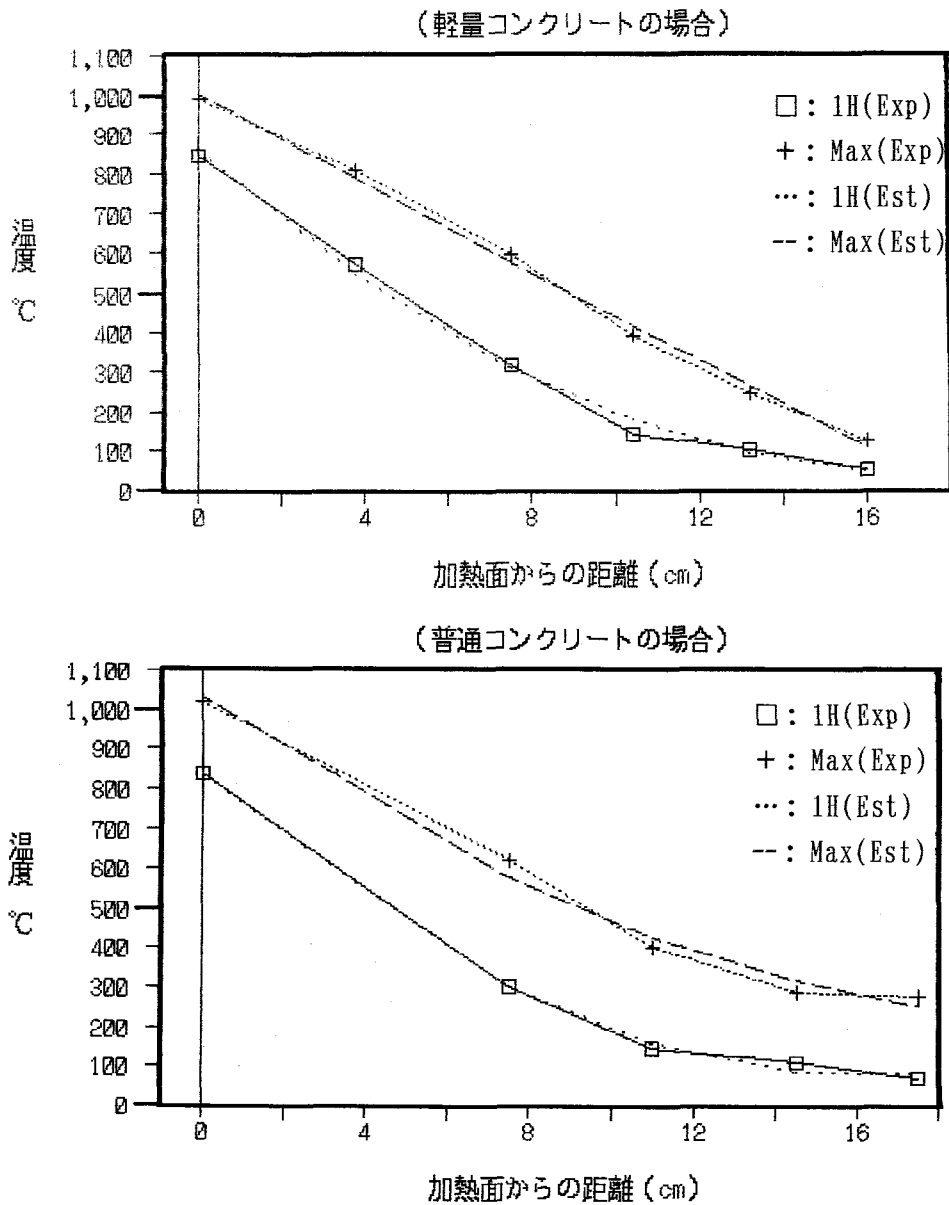 (軽量コンクリートの場合)
1,100
1,000
900
800
700
600
500
400
300
200
100
0
温度 ℃
□: 1H(Exp)
+: Max(Exp)
···: 1H(Est)
--: Max(Est)
0 4 8 12 16
加熱面からの距離(cm)
(普通コンクリートの場合)
1,100
1,000
900
800
700
600
500
400
300
200
100
0
温度 ℃
□: 1H(Exp)
+: Max(Exp)
···: 1H(Est)
--: Max(Est)
0 4 8 12 16
加熱面からの距離(cm)